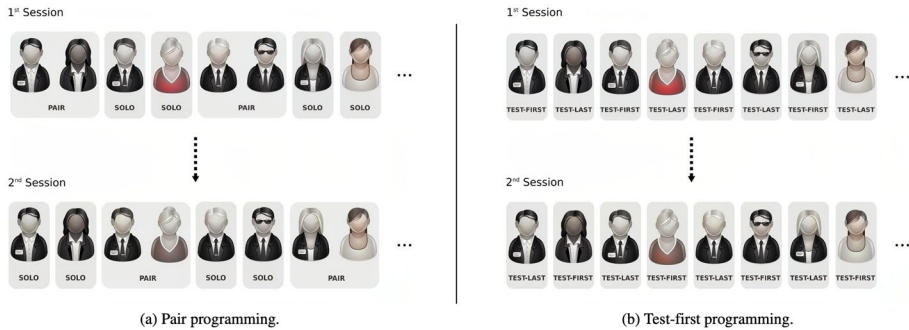 1st Session
PAIR SOLO SOLO PAIR SOLO SOLO ...
2nd Session
SOLO SOLO PAIR SOLO SOLO PAIR ...
(a) Pair programming.
1st Session
TEST-FIRST TEST-LAST TEST-FIRST TEST-LAST TEST-FIRST TEST-LAST TEST-FIRST TEST-LAST ...
2nd Session
TEST-LAST TEST-FIRST TEST-LAST TEST-FIRST TEST-LAST TEST-FIRST TEST-LAST TEST-FIRST ...
(b) Test-first programming.